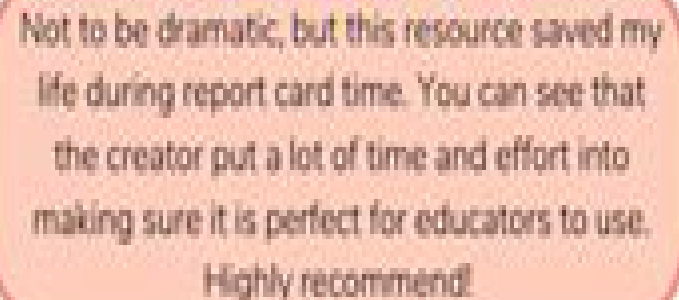 Not to be dramatic, but this resource saved my
life during report card time. You can see that
the creator put a lot of time and effort into
making sure it is perfect for educators to use.
Highly recommend!